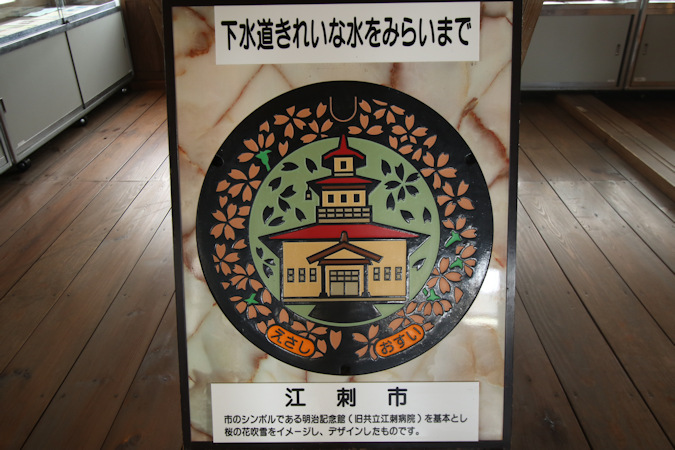 下水道きれいな水をみらいまで
えさし
おすい
江刺市
市のシンボルである明治記念館(旧共立江刺病院)を基本とし
桜の花吹雪をイメージし、デザインしたものです。